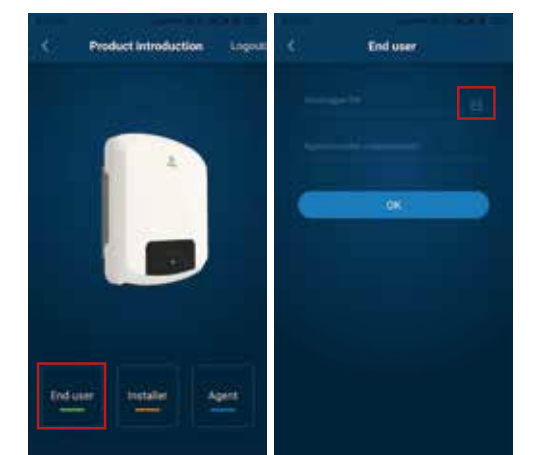 Product introduction
Logout
End user
Installer
Agent
End user
OK